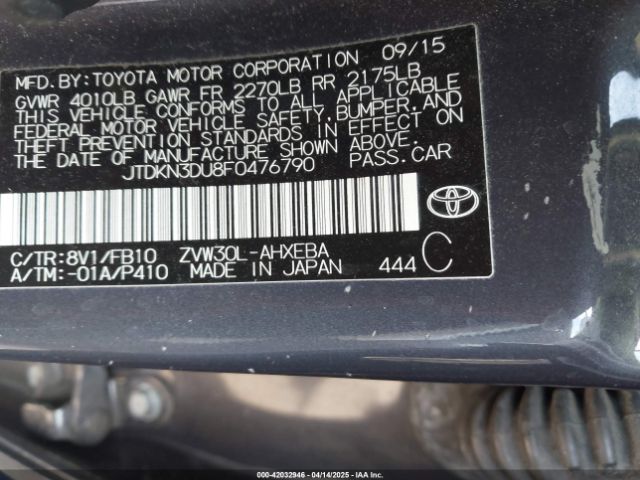 MFD.BY:TOYOTA MOTOR CORPORATION 09/15
GVWR 4010LB GAWR FR 2270LB RR 2175LB
THIS VEHICLE CONFORMS TO ALL APPLICABLE
FEDERAL MOTOR VEHICLE SAFETY,BUMPER,AND
THEFT PREVENTION STANDARDS IN EFFECT ON
THE DATE OF MANUFACTURE SHOWN ABOVE.
JTDKN3DU8F0476790 PASS.CAR
C/TR:8V1/FB10 ZVW30L-AHXEBA
A/TM:-01A/P410 MADE IN JAPAN 444 C
000-42032946 - 04/14/2025 - IAAI.COM